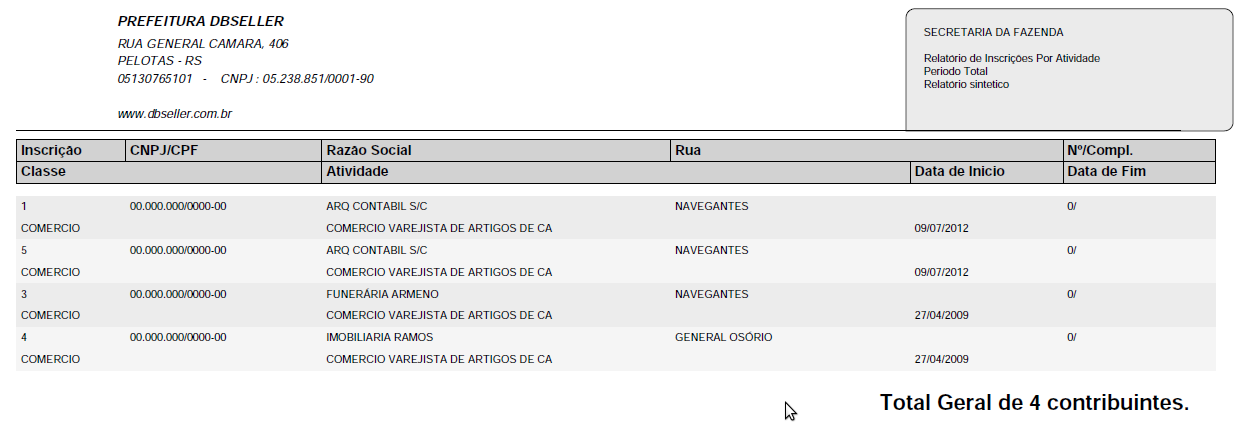 PREFEITURA DBSELLER
RUA GENERAL CAMARA, 406
PELOTAS - RS
05130765101 - CNPJ : 05.238.851/0001-90
www.dbseller.com.br
SECRETARIA DA FAZENDA
Relatório de Inscrições Por Atividade
Periodo Total
Relatório sintetico
Inscrição CNPJ/CPF Razão Social Rua Nº/Compl.
Classe Atividade Data de Inicio Data de Fim
1 00.000.000/0000-00 ARQ CONTABIL S/C NAVEGANTES 0/
COMERCIO COMERCIO VAREJISTA DE ARTIGOS DE CA 09/07/2012
5 00.000.000/0000-00 ARQ CONTABIL S/C NAVEGANTES 0/
COMERCIO COMERCIO VAREJISTA DE ARTIGOS DE CA 09/07/2012
3 00.000.000/0000-00 FUNERÁRIA ARMENO NAVEGANTES 0/
COMERCIO COMERCIO VAREJISTA DE ARTIGOS DE CA 27/04/2009
4 00.000.000/0000-00 IMOBILIARIA RAMOS GENERAL OSÓRIO 0/
COMERCIO COMERCIO VAREJISTA DE ARTIGOS DE CA 27/04/2009
Total Geral de 4 contribuintes.